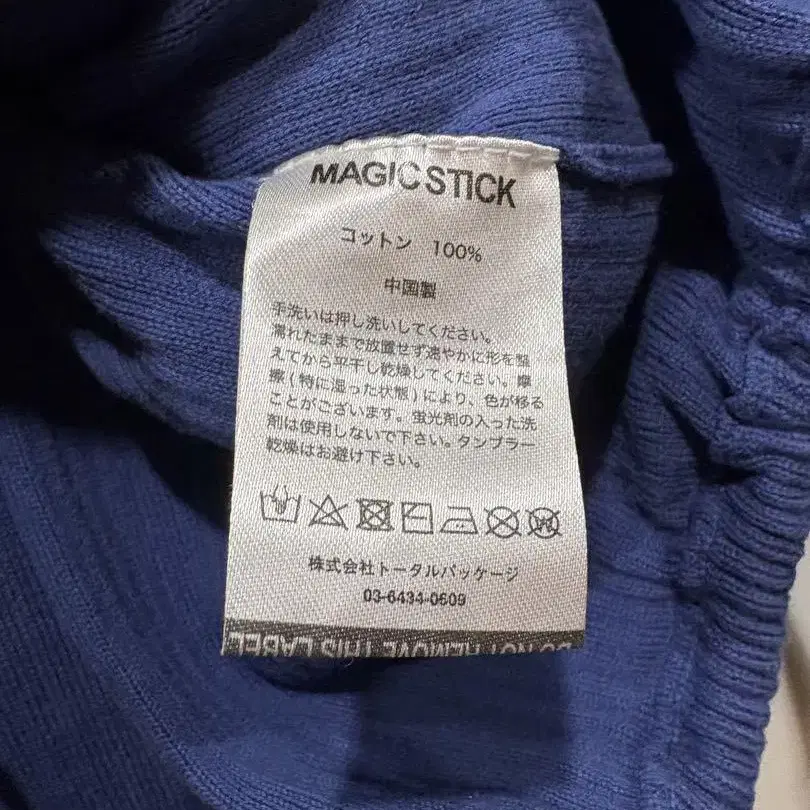 MAGIC STICK
コットン 100%
中国製
手洗いは押し洗いしてください。
濡れたままで放置せず速やかに形を整
えてから平干し乾燥してください。摩
擦(特に湿った状態)により、色が移る
ことがございます。蛍光剤の入った洗
剤は使用しないで下さい。タンブラー
乾燥はお避け下さい。
株式会社トータルパッケージ
03-6434-0609
DO NOT REMOVE THIS LABEL